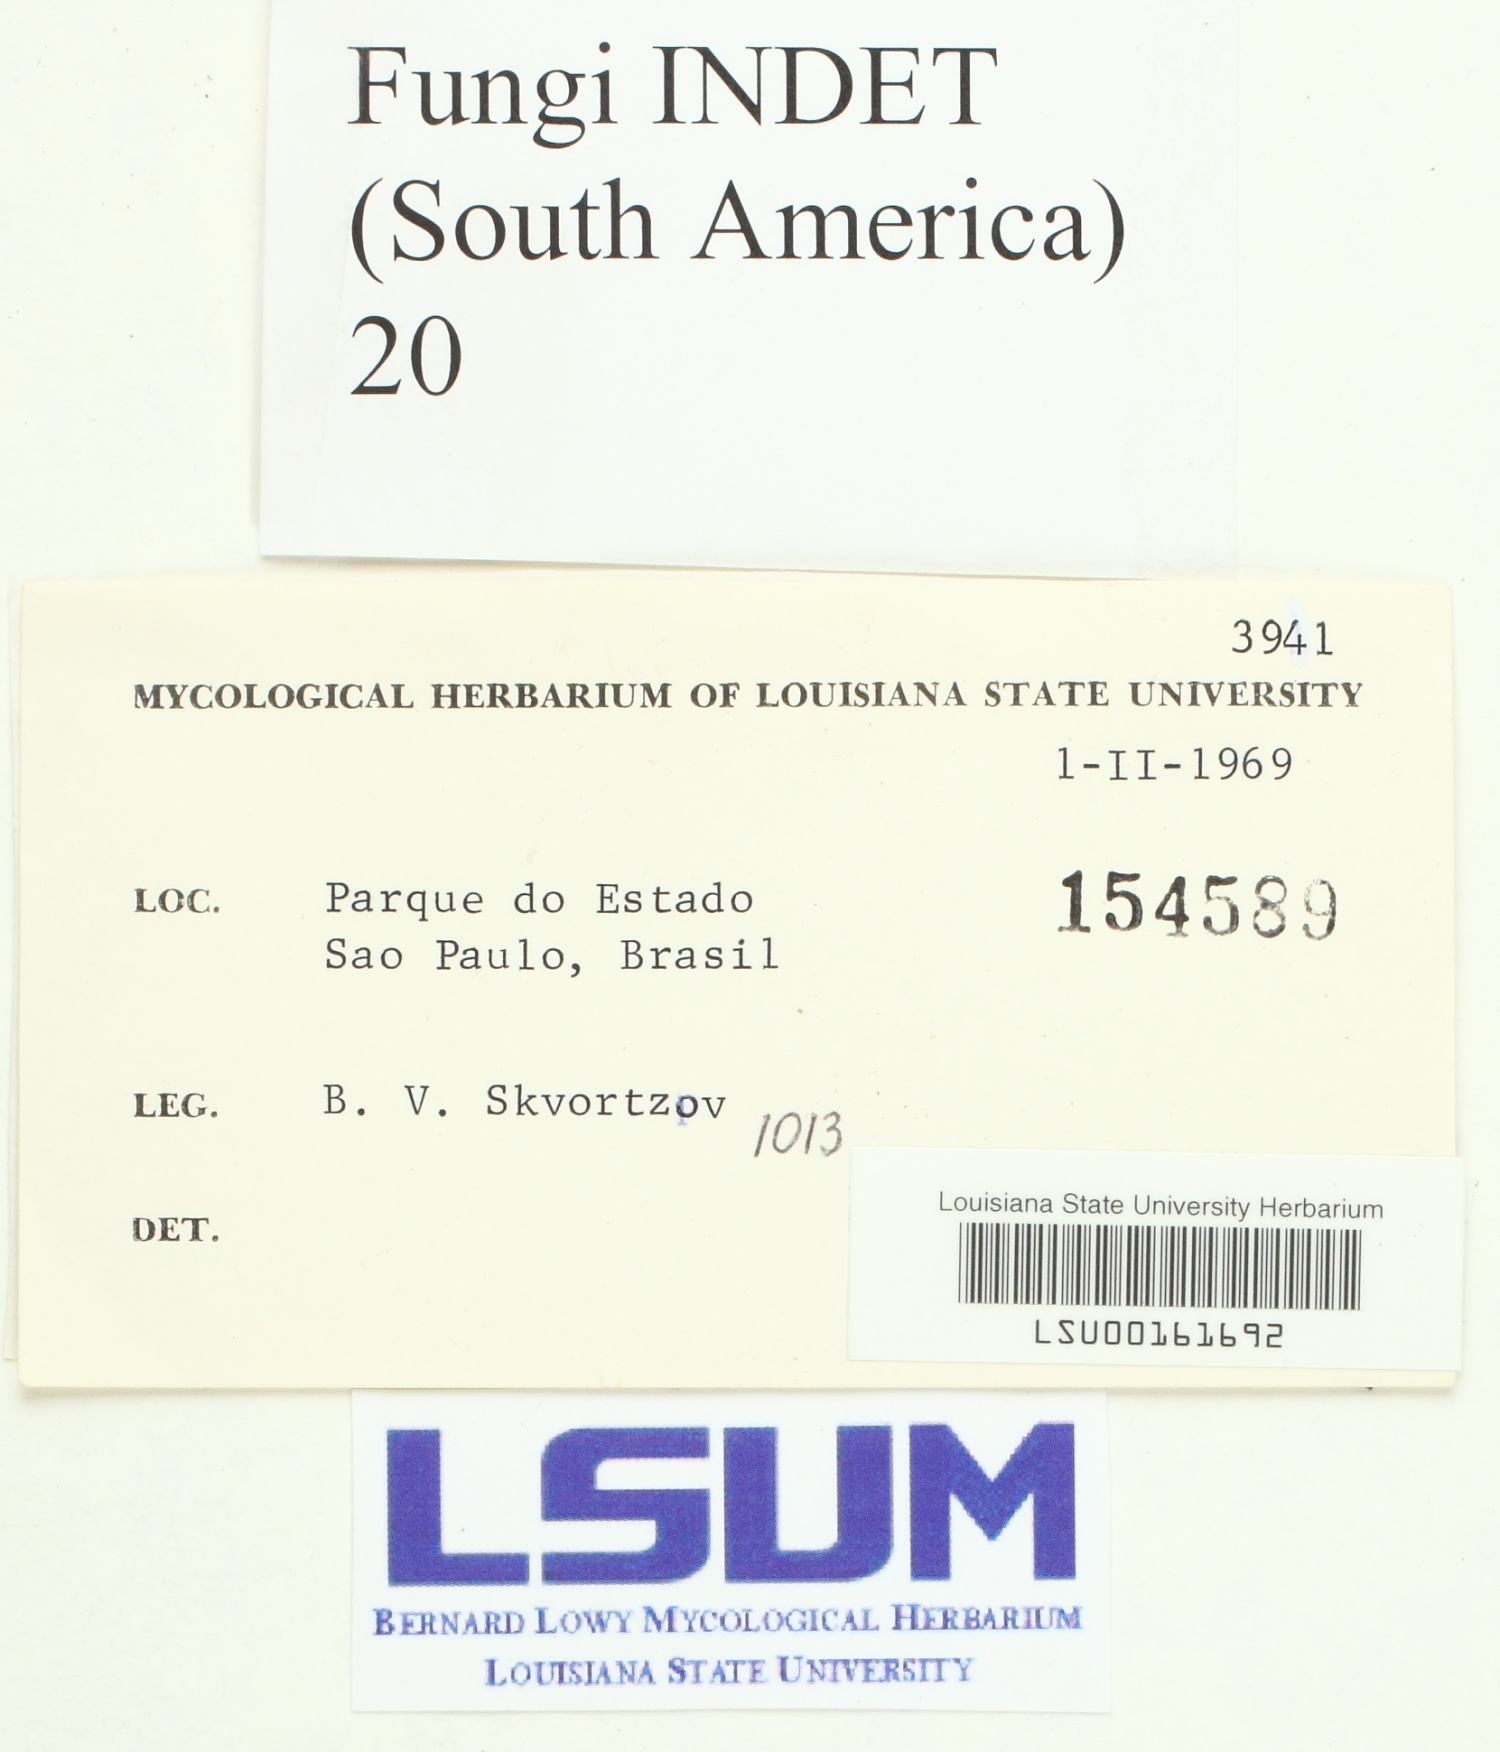 Fungi INDET
(South America)
20
3941
MYCOLOGICAL HERBARIUM OF LOUISIANA STATE UNIVERSITY
1-II-1969
LOC. Parque do Estado
154589
Sao Paulo, Brasil
LEG. B. V. Skvortzov
1013
DET.
Louisiana State University Herbarium
LSU00161692
LSUM
BERNARD LOWY MYCOLOGICAL HERBARIUM
LOUISIANA STATE UNIVERSITY